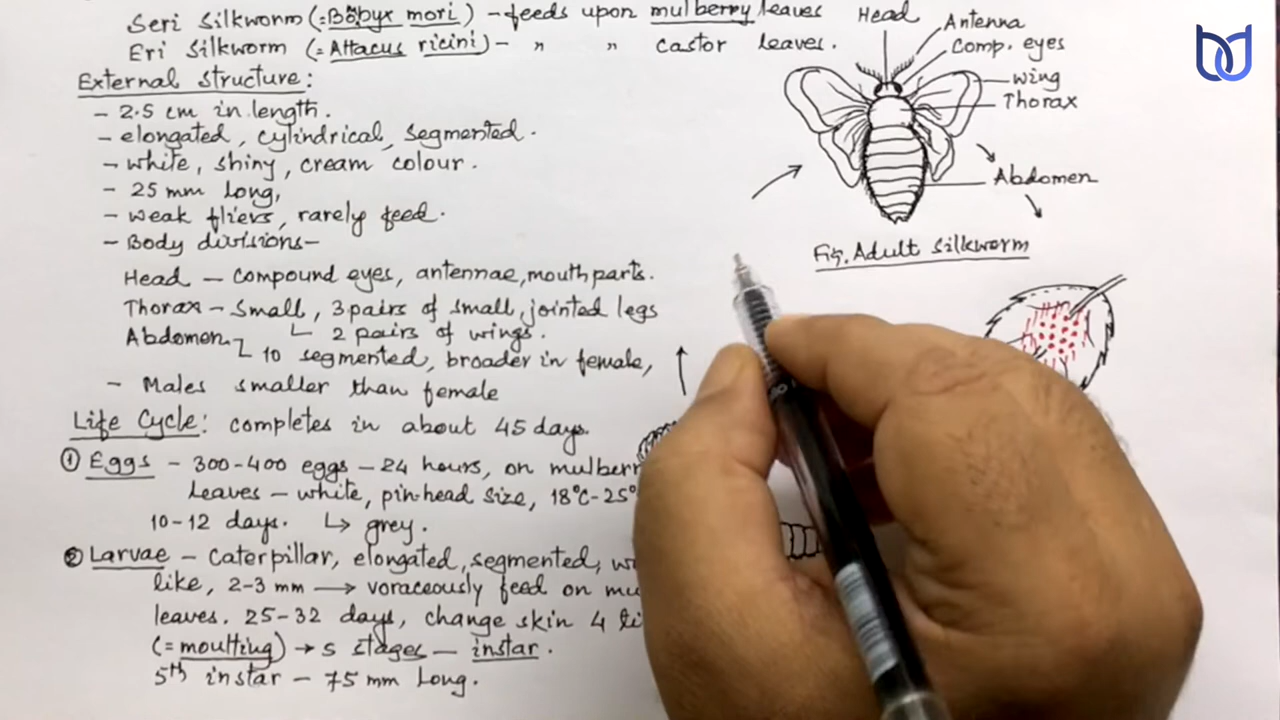 Seri silkworm (=Bombyx mori) – feeds upon mulberry leaves
Eri silkworm (=Attacus ricini) – " " castor leaves.
External structure:
– 2.5 cm in length.
– elongated, cylindrical, segmented.
– white, shiny, cream colour.
– 25 mm long,
– weak fliers, rarely feed.
– Body divisions–
Head – compound eyes, antennae, mouth parts.
Thorax – small, 3 pairs of small, jointed legs
↳ 2 pairs of wings.
Abdomen
↳ 10 segmented, broader in female,
– Males smaller than female
Life Cycle: completes in about 45 days.
① Eggs – 300-400 eggs – 24 hours, on mulberr
leaves – white, pin-head size, 18°C-25°
10-12 days. ↳ grey.
② Larvae – caterpillar, elongated, segmented,
like, 2-3 mm → voraceously feed on mu
leaves. 25-32 days, change skin 4 ti
(=moulting) → 5 stages – instar.
5th instar – 75 mm long.
Head
Antenna
Comp. eyes
wing
Thorax
Abdomen
Fig. Adult silkworm